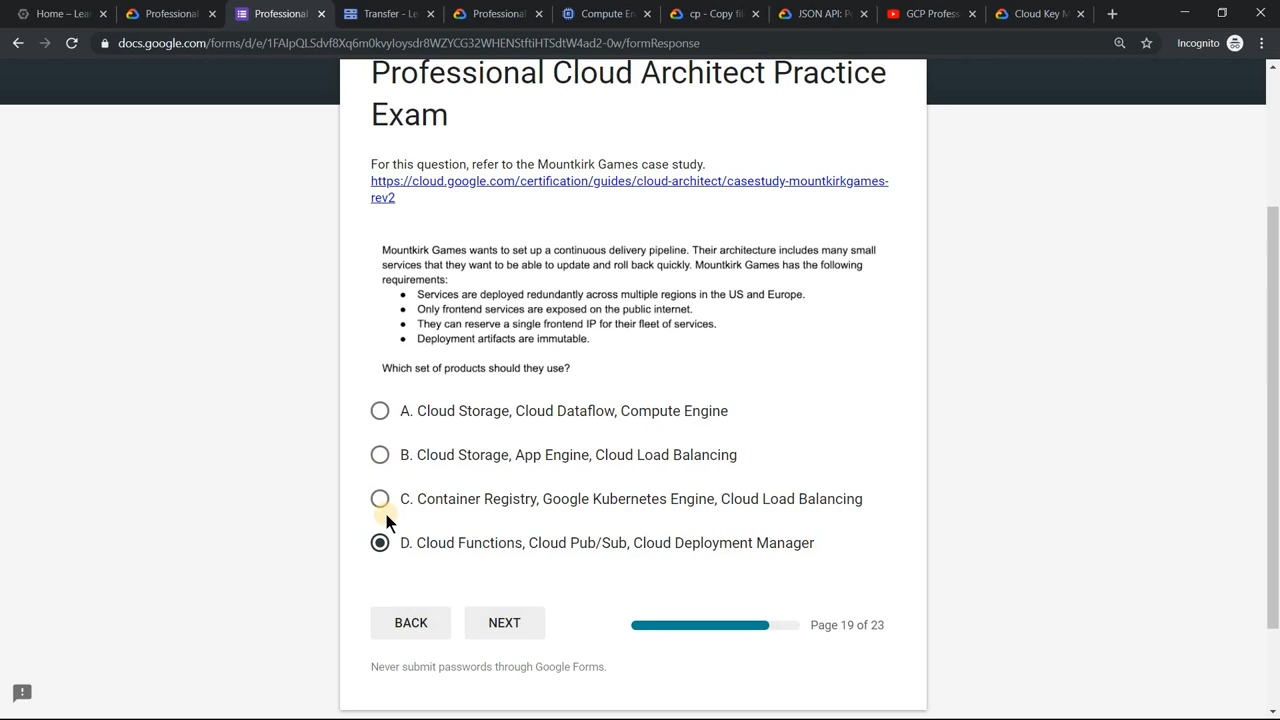 Home - Lea
Professional
Professional
Transfer - Le
Professional
Compute En
cp - Copy fil
JSON API: P
GCP Profess
Cloud Key M
docs.google.com/forms/d/e/1FAIpQLSdvf8Xq6m0kvyloysdr8WZYCG32WHENStftiHTSdtW4ad2-0w/formResponse
Incognito
Professional Cloud Architect Practice
Exam
For this question, refer to the Mountkirk Games case study.
https://cloud.google.com/certification/guides/cloud-architect/casestudy-mountkirkgames-
rev2
Mountkirk Games wants to set up a continuous delivery pipeline. Their architecture includes many small
services that they want to be able to update and roll back quickly. Mountkirk Games has the following
requirements:
● Services are deployed redundantly across multiple regions in the US and Europe.
● Only frontend services are exposed on the public internet.
● They can reserve a single frontend IP for their fleet of services.
● Deployment artifacts are immutable.
Which set of products should they use?
A. Cloud Storage, Cloud Dataflow, Compute Engine
B. Cloud Storage, App Engine, Cloud Load Balancing
C. Container Registry, Google Kubernetes Engine, Cloud Load Balancing
D. Cloud Functions, Cloud Pub/Sub, Cloud Deployment Manager
BACK
NEXT
Page 19 of 23
Never submit passwords through Google Forms.